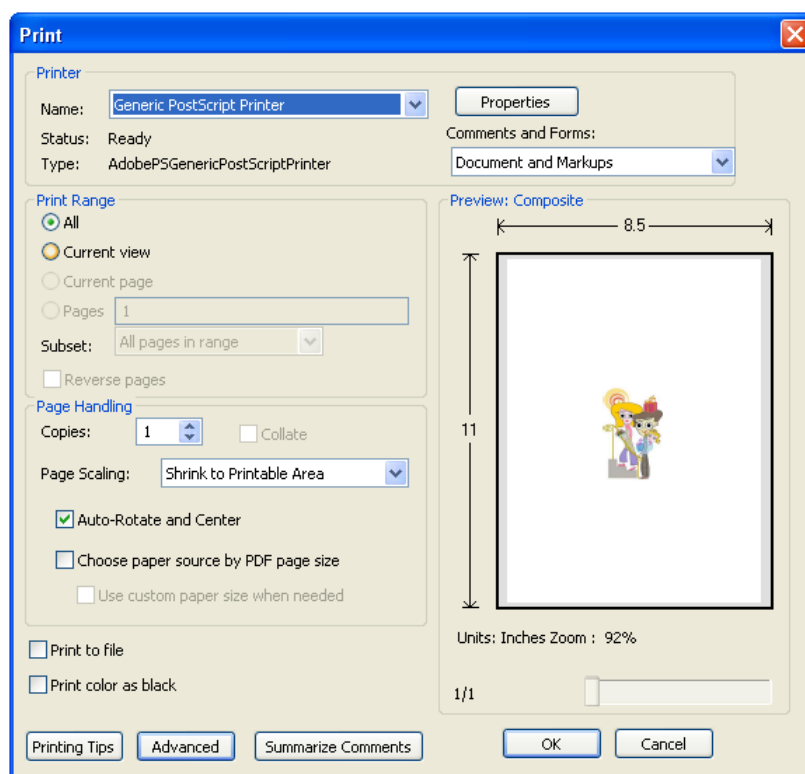 Print
Printer
Name: Generic PostScript Printer Properties
Status: Ready Comments and Forms:
Type: AdobePSGenericPostScriptPrinter Document and Markups
Print Range
All
Current view
Current page
Pages 1
Subset: All pages in range
Reverse pages
Page Handling
Copies: 1 Collate
Page Scaling: Shrink to Printable Area
Auto-Rotate and Center
Choose paper source by PDF page size
Use custom paper size when needed
Print to file
Print color as black
Preview: Composite
8.5
11
Units: Inches Zoom : 92%
1/1
Printing Tips Advanced Summarize Comments OK Cancel